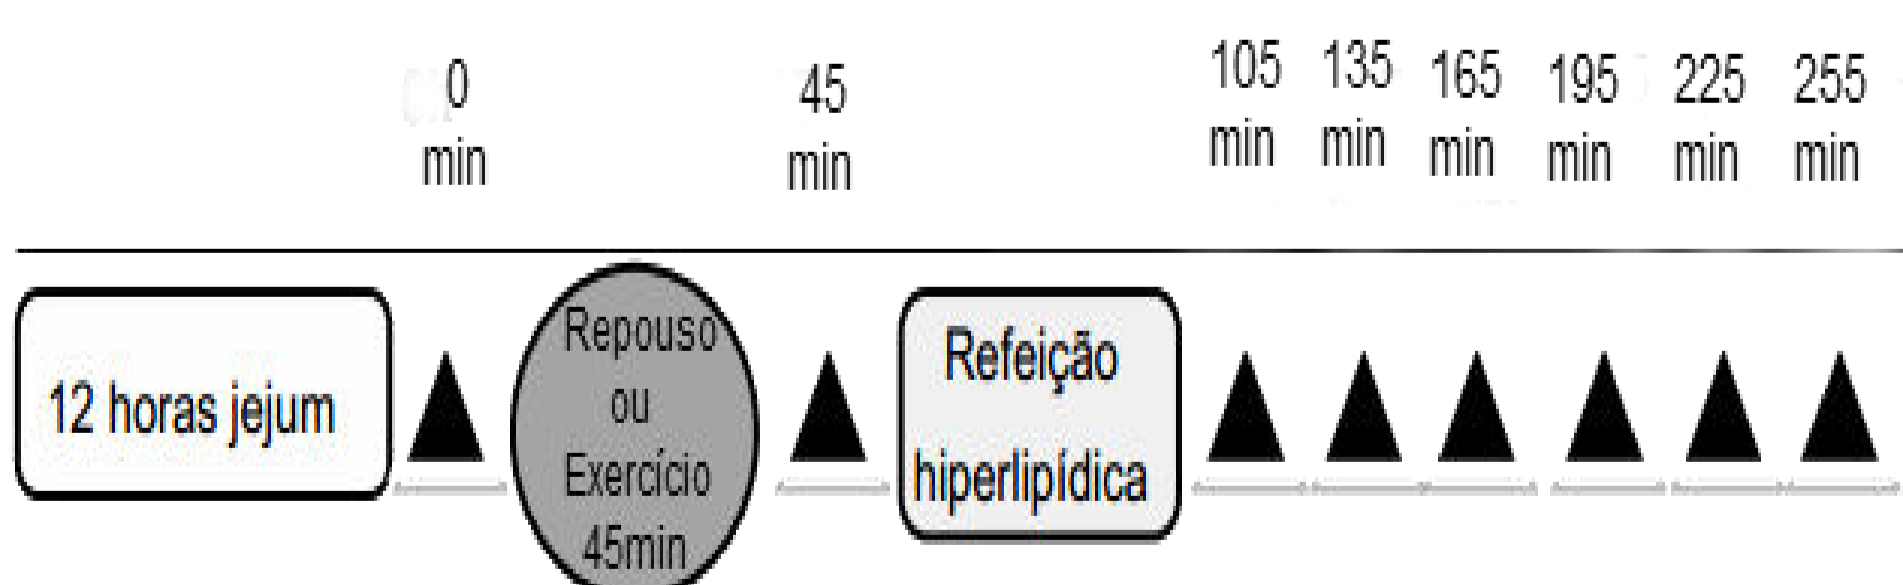 0
min
45
min
105
min
135
min
165
min
195
min
225
min
255
min
12 horas jejum
Repouso
ou
Exercício
45min
Refeição
hiperlipídica